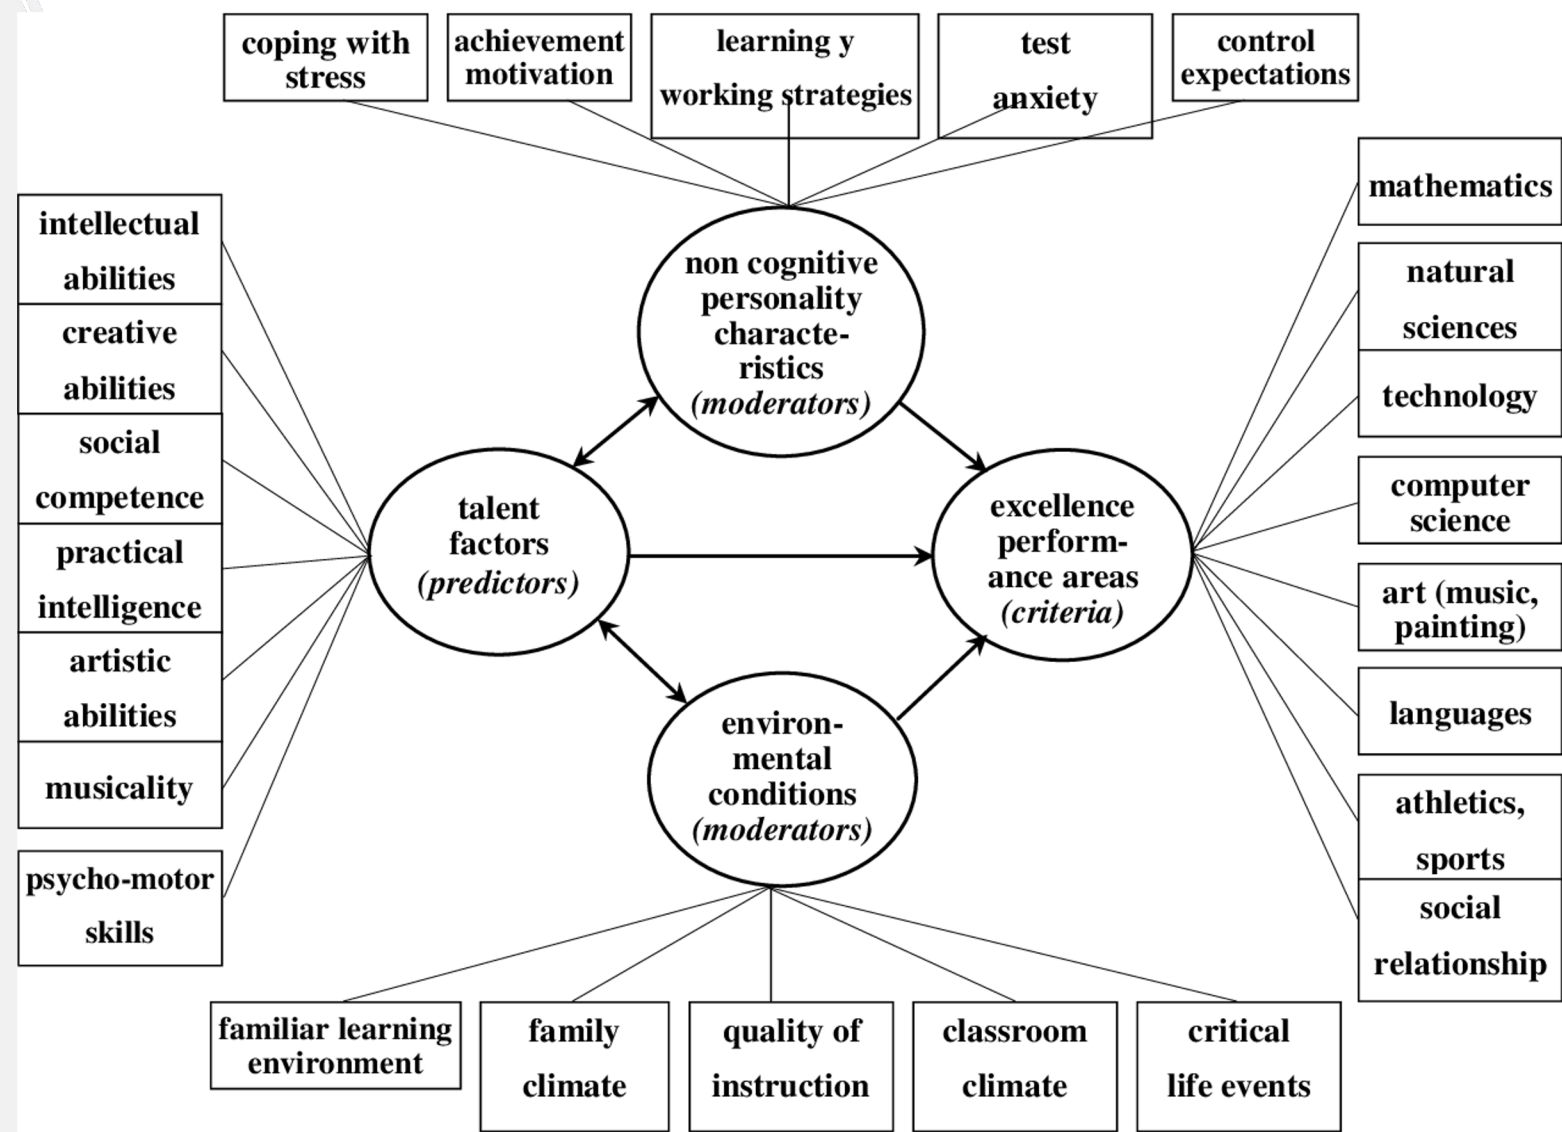 coping with
stress
achievement
motivation
learning y
working strategies
test
anxiety
control
expectations
intellectual
abilities
creative
abilities
social
competence
practical
intelligence
artistic
abilities
musicality
psycho-motor
skills
non cognitive
personality
characte-
ristics
(moderators)
talent
factors
(predictors)
excellence
perform-
ance areas
(criteria)
environ-
mental
conditions
(moderators)
mathematics
natural
sciences
technology
computer
science
art (music,
painting)
languages
athletics,
sports
social
relationship
familiar learning
environment
family
climate
quality of
instruction
classroom
climate
critical
life events